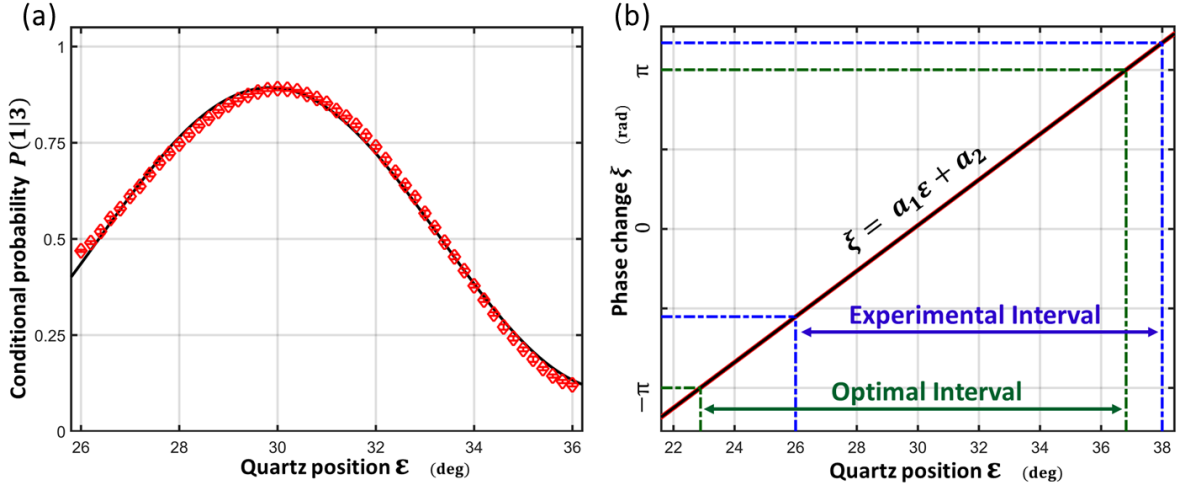 (a)
Conditional probability P(1|3)
1
0.75
0.5
0.25
0
26 28 30 32 34 36
Quartz position ε (deg)
(b)
Phase change ξ (rad)
π
0
−π
ξ = a₁ε + a₂
Experimental Interval
Optimal Interval
22 24 26 28 30 32 34 36 38
Quartz position ε (deg)